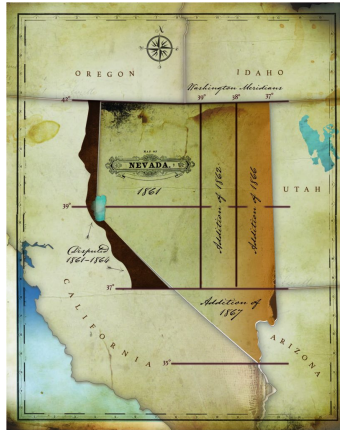 OREGON
IDAHO
Washington Meridians
42°
39°
38°
37°
MAP OF
NEVADA,
1861
Addition of 1862
Addition of 1866
UTAH
39°
(Disputed
1861-1864
37°
Addition of
1867
CALIFORNIA
ARIZONA
35°